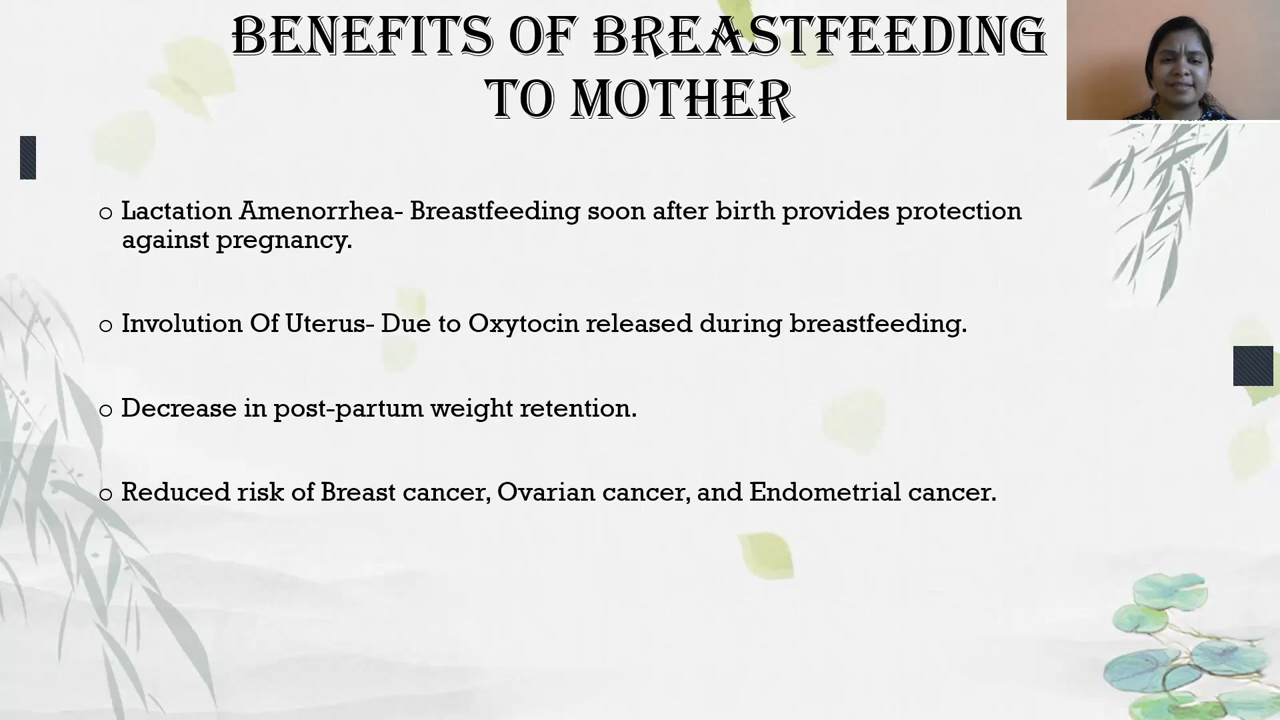 BENEFITS OF BREASTFEEDING
TO MOTHER
o Lactation Amenorrhea- Breastfeeding soon after birth provides protection
against pregnancy.
o Involution Of Uterus- Due to Oxytocin released during breastfeeding.
o Decrease in post-partum weight retention.
o Reduced risk of Breast cancer, Ovarian cancer, and Endometrial cancer.